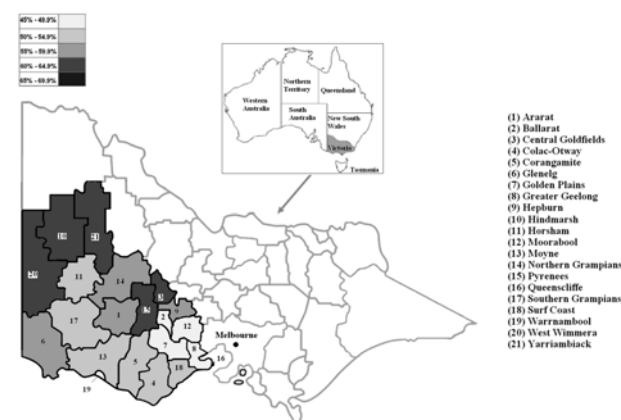 45% - 49.9%
50% - 54.9%
55% - 59.9%
60% - 64.9%
65% - 69.9%
Northern
Territory
Queensland
Western
Australia
South
Australia
New South
Wales
Victoria
Tasmania
(1) Ararat
(2) Ballarat
(3) Central Goldfields
(4) Colac-Otway
(5) Corangamite
(6) Glenelg
(7) Golden Plains
(8) Greater Geelong
(9) Hepburn
(10) Hindmarsh
(11) Horsham
(12) Moorabool
(13) Moyne
(14) Northern Grampians
(15) Pyrenees
(16) Queenscliffe
(17) Southern Grampians
(18) Surf Coast
(19) Warrnambool
(20) West Wimmera
(21) Yarriambiack
10
21
20
11
14
3
15
9
2
17
1
12
Melbourne
6
7
8
16
13
5
18
4
19